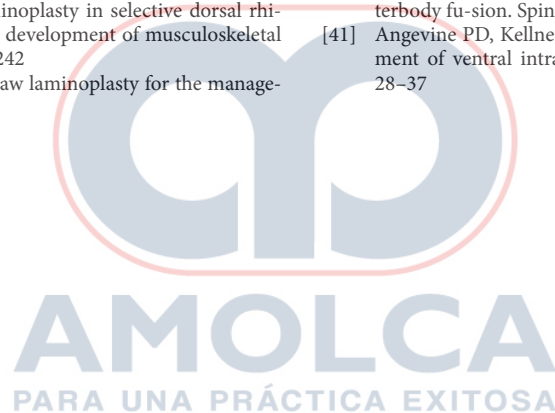 minoplasty in selective dorsal rhi-
development of musculoskeletal
242
aw laminoplasty for the manage-
terbody fu-sion. Spin
[41] Angevine PD, Kellne
ment of ventral intra
28–37
AMOLCA
PARA UNA PRÁCTICA EXITOSA